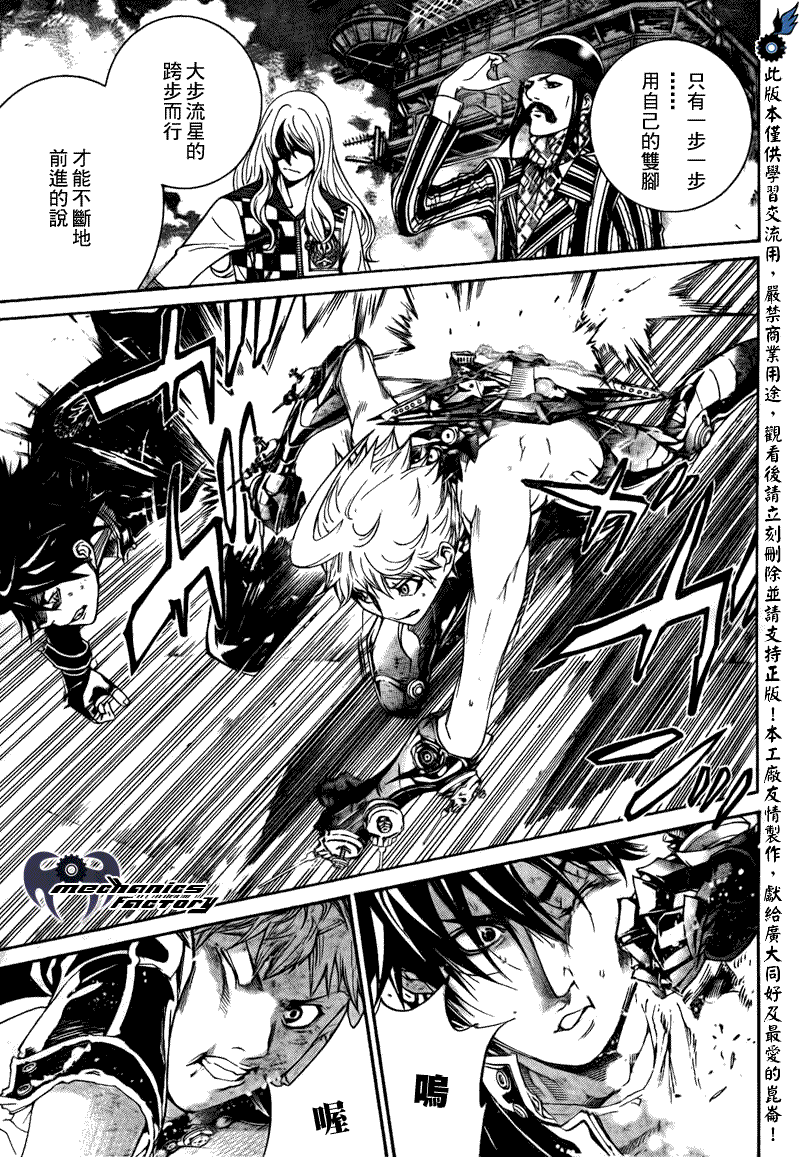 只有一步一步
⋯⋯
用自己的雙腳
大步流星的
跨步而行
才能不斷地
前進的說
嗚
喔
mechanics
Factory
此版本僅供學習交流用，嚴禁商業用途，觀看後請立刻刪除並請支持正版！本工廠友情製作，獻給廣大同好及最愛的崑崙！